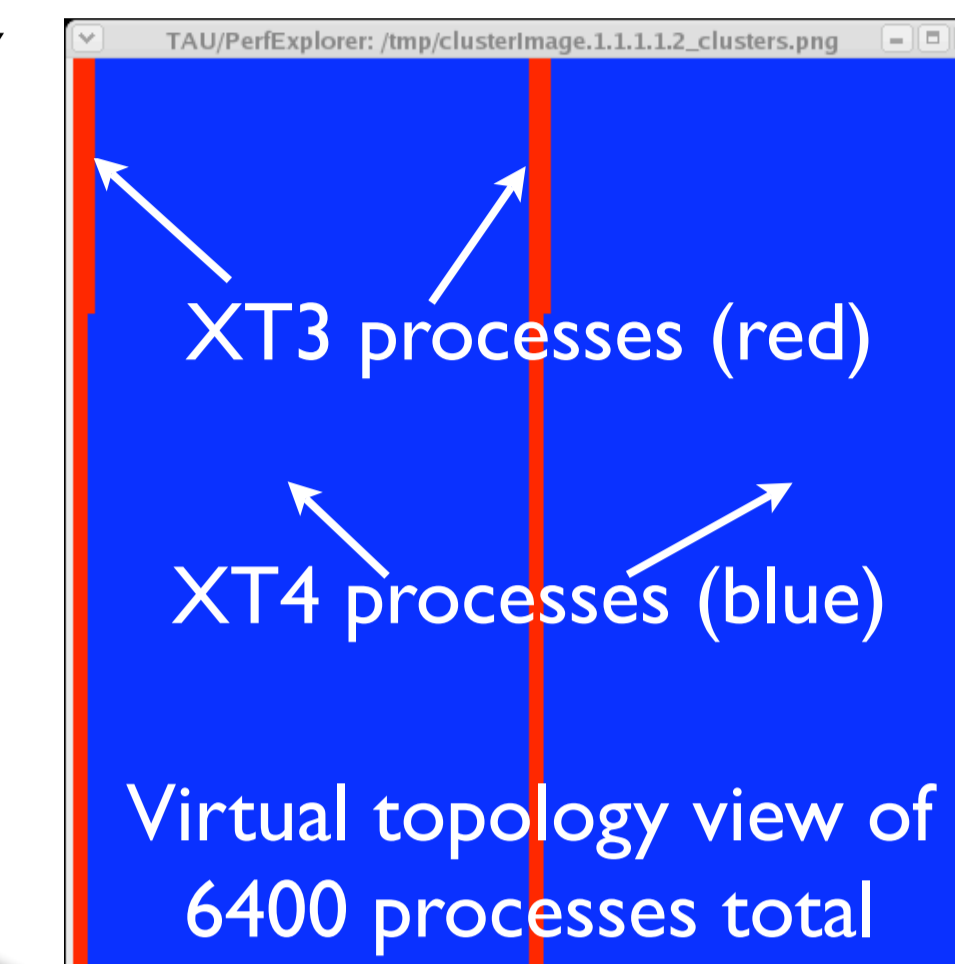 TAU/PerfExplorer: /tmp/clusterImage.1.1.1.1.2_clusters.png
XT3 processes (red)
XT4 processes (blue)
Virtual topology view of
6400 processes total